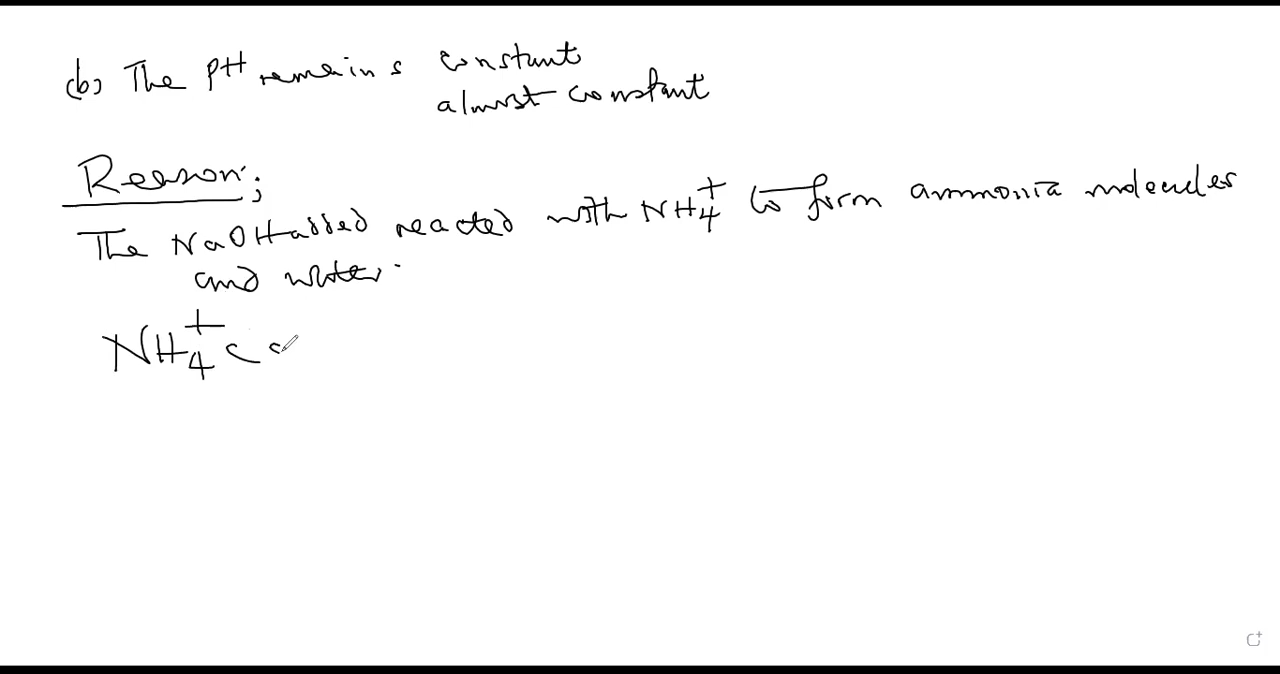 (b) The PH remains constant
almost constant
Reason;
The NaOH added reacted with NH₄⁺ to form ammonia molecules
and water.
NH₄⁺ (